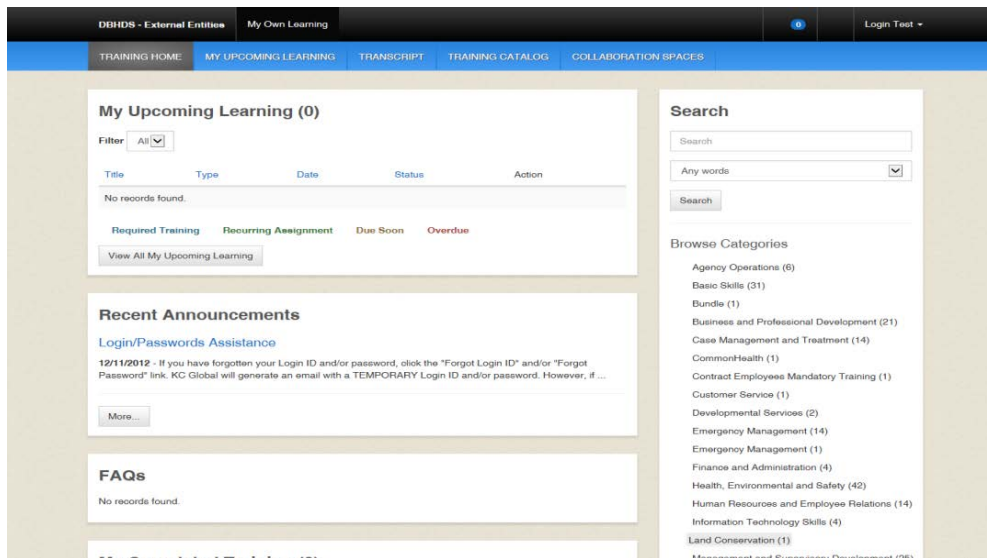 DBHDS - External Entities My Own Learning 0 Login Test
TRAINING HOME MY UPCOMING LEARNING TRANSCRIPT TRAINING CATALOG COLLABORATION SPACES
My Upcoming Learning (0)
Filter All
Title Type Date Status Action
No records found.
Required Training Recurring Assignment Due Soon Overdue
View All My Upcoming Learning
Recent Announcements
Login/Passwords Assistance
12/11/2012 - If you have forgotten your Login ID and/or password, click the "Forgot Login ID" and/or "Forgot
Password" link. KC Global will generate an email with a TEMPORARY Login ID and/or password. However, if ...
More...
FAQs
No records found.
Search
Search
Any words
Search
Browse Categories
Agency Operations (6)
Basic Skills (31)
Bundle (1)
Business and Professional Development (21)
Case Management and Treatment (14)
CommonHealth (1)
Contract Employees Mandatory Training (1)
Customer Service (1)
Developmental Services (2)
Emergency Management (14)
Emergency Management (1)
Finance and Administration (4)
Health, Environmental and Safety (42)
Human Resources and Employee Relations (14)
Information Technology Skills (4)
Land Conservation (1)
Management and Supervisory Development